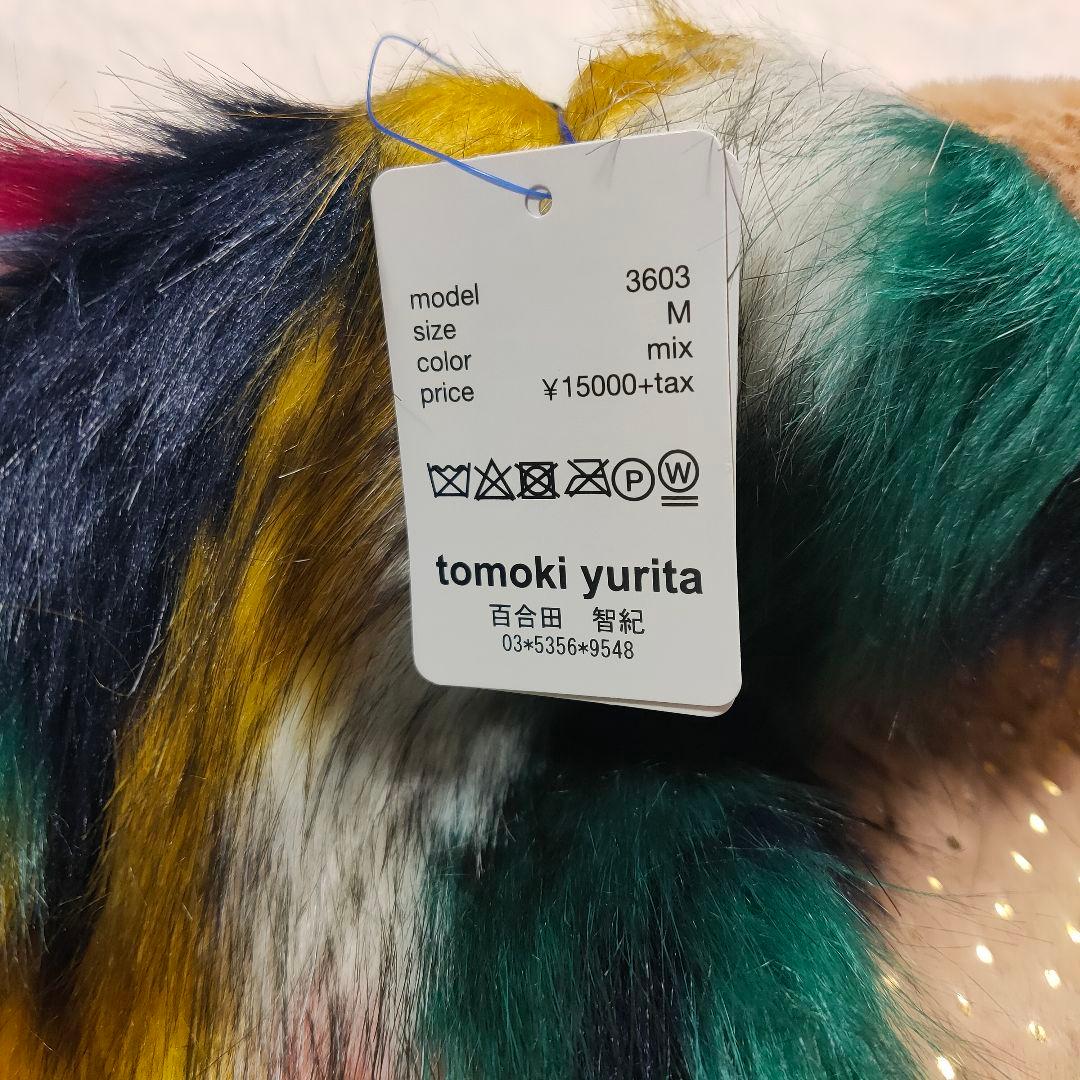 model 3603
size M
color mix
price ¥15000+tax
P W
tomoki yurita
百合田 智紀
03*5356*9548